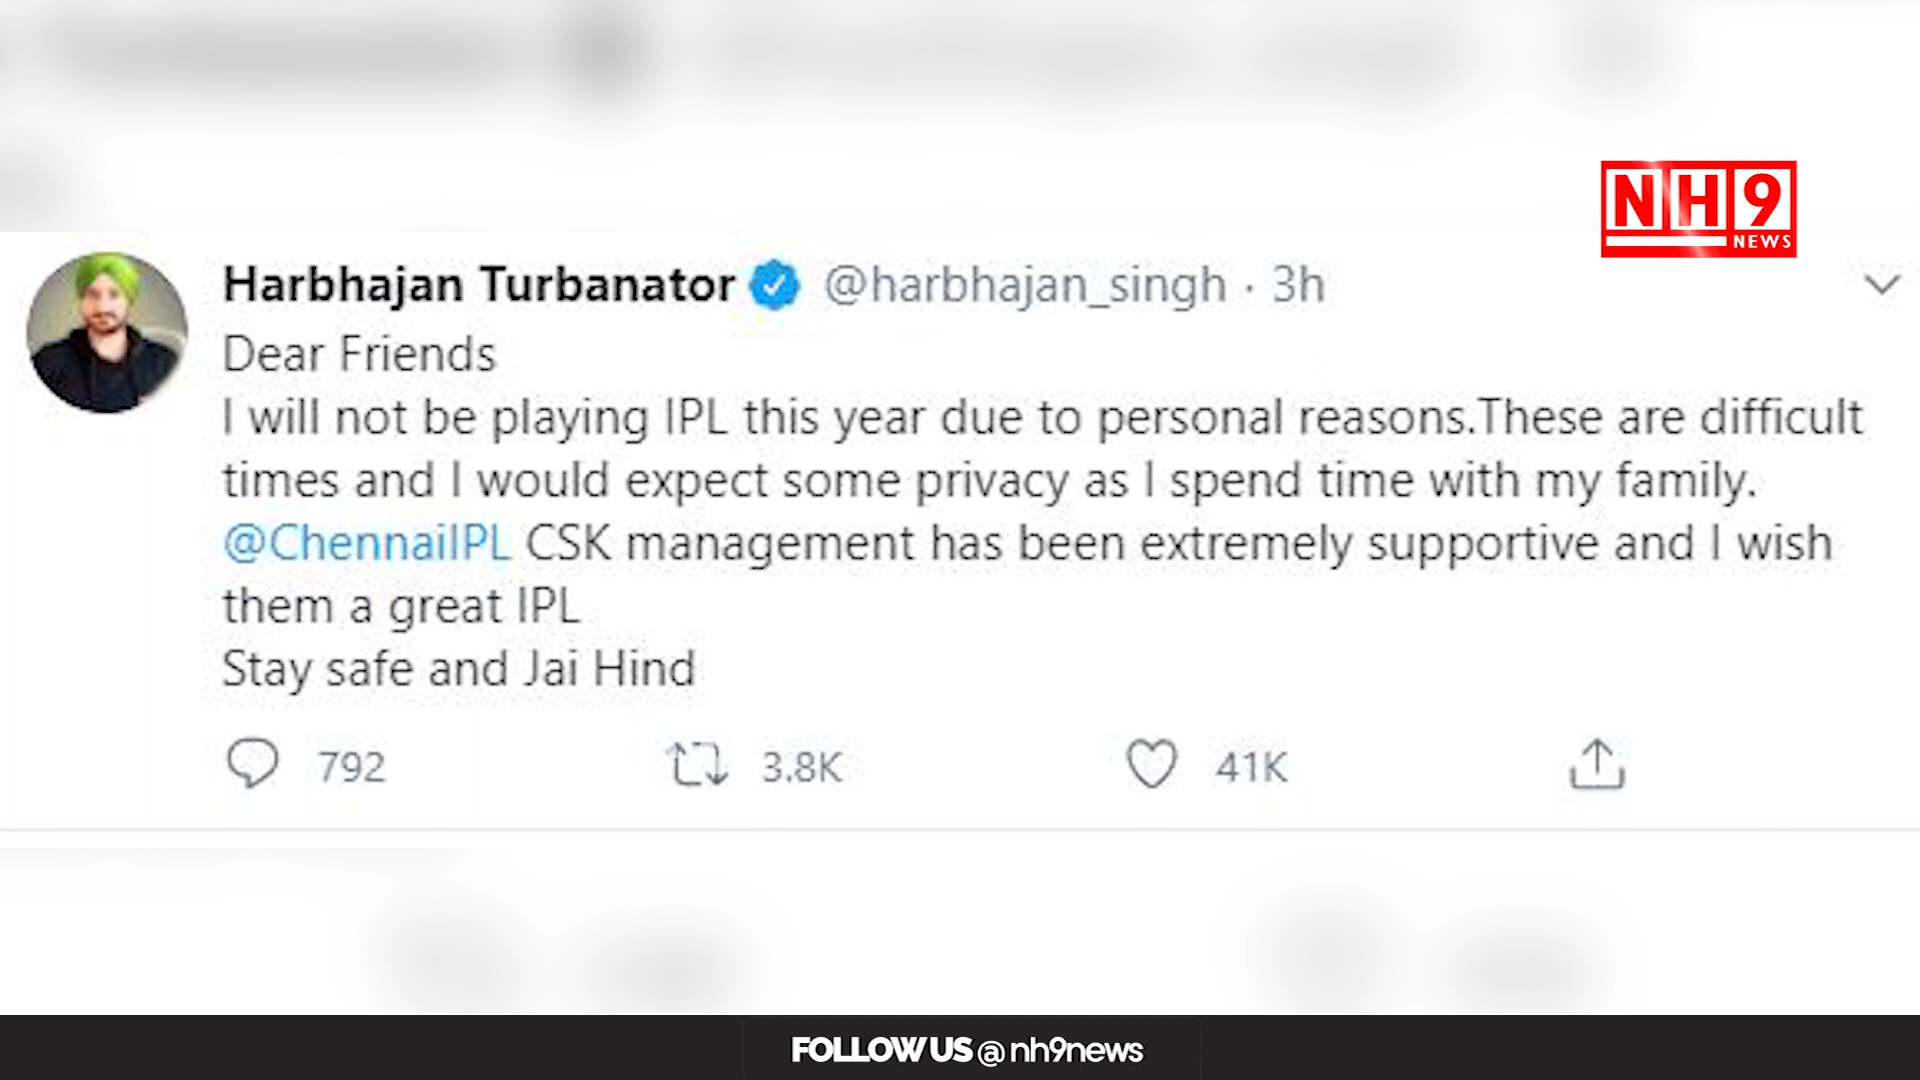 NH9
NEWS
Harbhajan Turbanator @harbhajan_singh · 3h
Dear Friends
I will not be playing IPL this year due to personal reasons.These are difficult
times and I would expect some privacy as I spend time with my family.
@ChennaiIPL CSK management has been extremely supportive and I wish
them a great IPL
Stay safe and Jai Hind
792 3.8K 41K
FOLLOW US @ nh9news